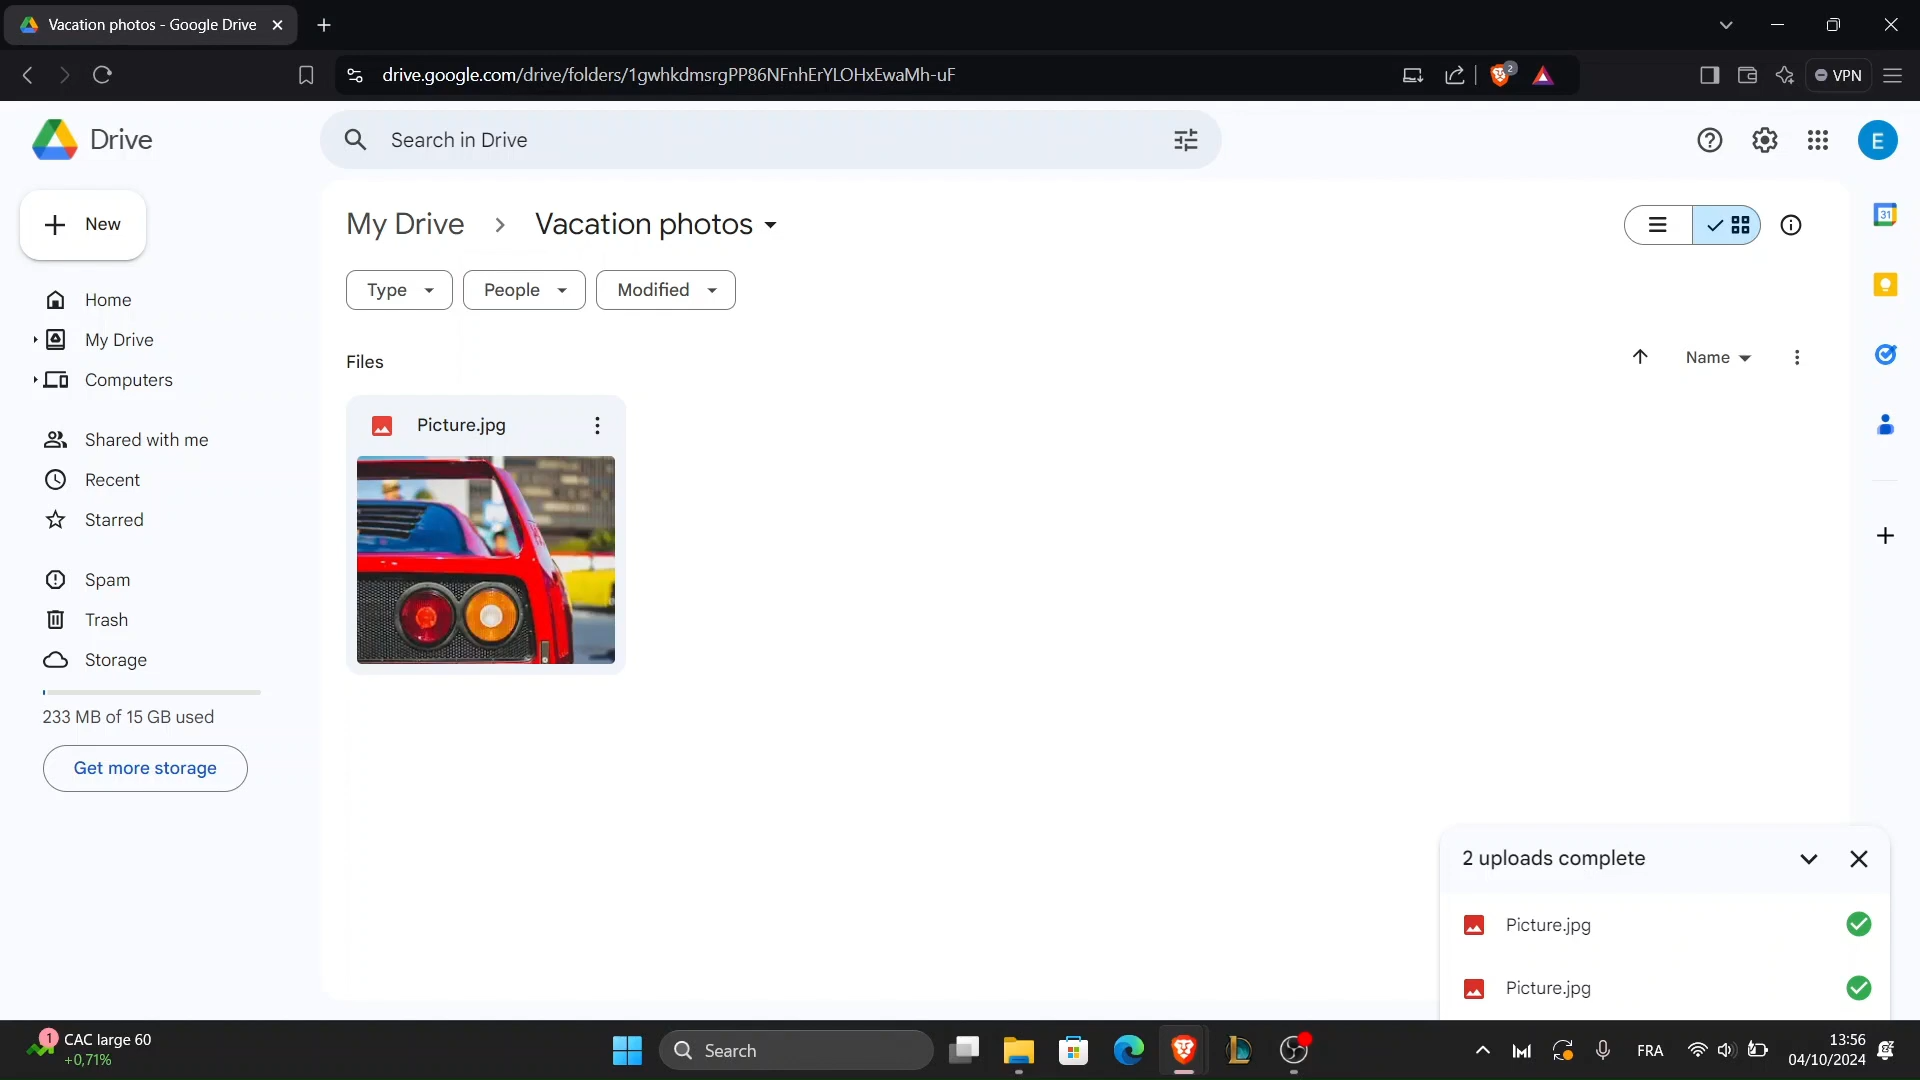 Vacation photos - Google Drive
drive.google.com/drive/folders/1gwhkdmsrgPP86NFnhErYLOHxEwaMh-uF
2
VPN
Drive
Search in Drive
E
New
My Drive
Vacation photos
31
Type
People
Modified
Home
My Drive
Computers
Files
Name
Shared with me
Recent
Starred
Picture.jpg
Spam
Trash
Storage
233 MB of 15 GB used
Get more storage
2 uploads complete
Picture.jpg
Picture.jpg
1
CAC large 60
+0,71%
Search
FRA
13:56
04/10/2024